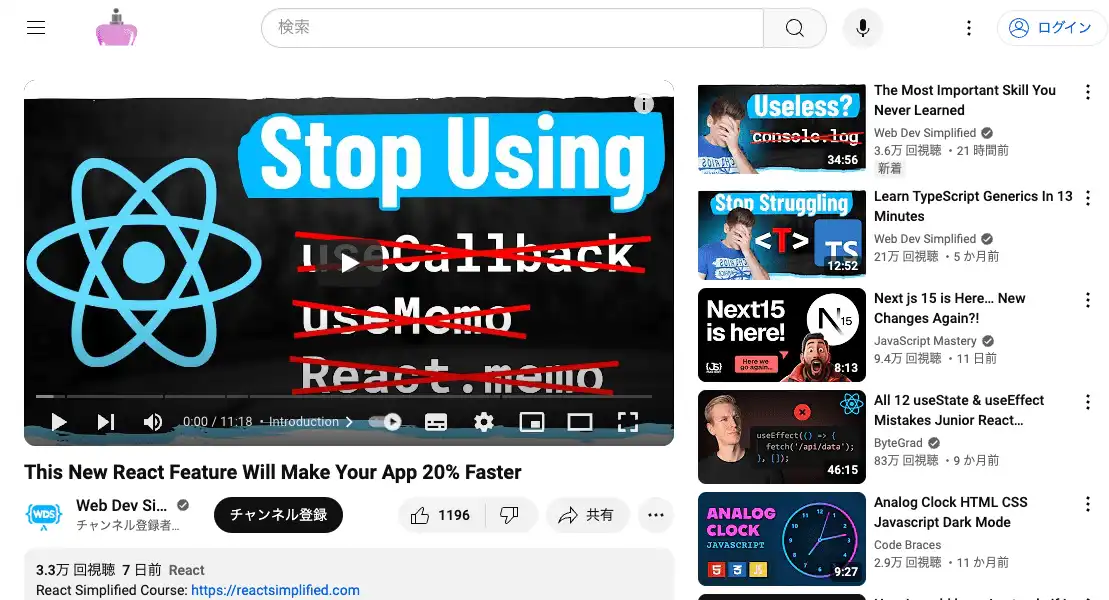 検索
ログイン
Stop Using
useCallback
useMemo
React.memo
0:00 / 11:18 • Introduction
This New React Feature Will Make Your App 20% Faster
WDS
Web Dev Si...
チャンネル登録者...
チャンネル登録
1196
共有
3.3万 回視聴 7 日前 React
React Simplified Course: https://reactsimplified.com
Useless?
console.log
34:56
The Most Important Skill You
Never Learned
Web Dev Simplified
3.6万 回視聴 ・21 時間前
新着
Stop Struggling
<T>
TS
12:52
Learn TypeScript Generics In 13
Minutes
Web Dev Simplified
21万 回視聴 ・5 か月前
Next15
is here!
N 15
Here we
go again...
{JS}
8:13
Next js 15 is Here... New
Changes Again?!
JavaScript Mastery
9.4万 回視聴 ・11 日前
useEffect(() => {
fetch('/api/data');
}, []);
46:15
All 12 useState & useEffect
Mistakes Junior React...
ByteGrad
83万 回視聴 ・9 か月前
ANALOG
CLOCK
JAVASCRIPT
9:27
Analog Clock HTML CSS
Javascript Dark Mode
Code Braces
2.9万 回視聴 ・11 か月前